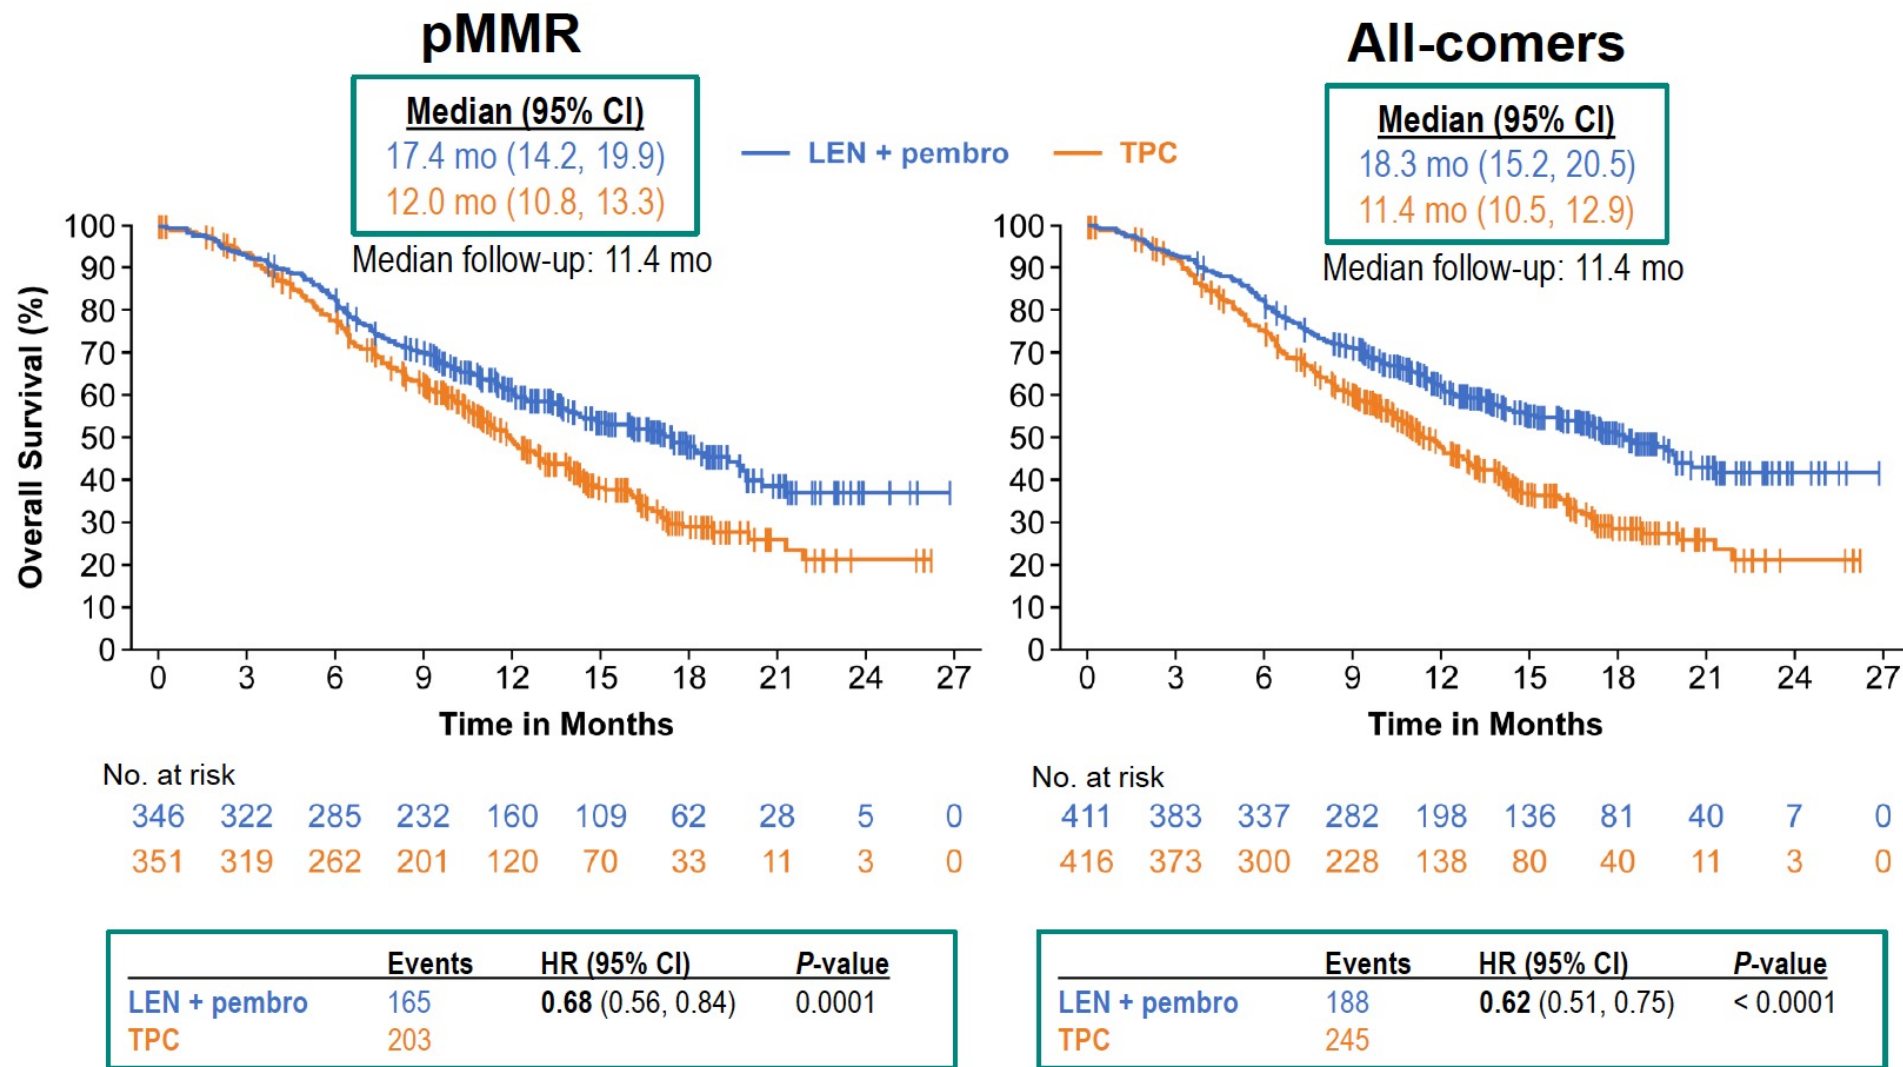 pMMR
Median (95% CI)
17.4 mo (14.2, 19.9)
12.0 mo (10.8, 13.3)
Median follow-up: 11.4 mo
LEN + pembro TPC
All-comers
Median (95% CI)
18.3 mo (15.2, 20.5)
11.4 mo (10.5, 12.9)
Median follow-up: 11.4 mo
Overall Survival (%)
100
90
80
70
60
50
40
30
20
10
0
0 3 6 9 12 15 18 21 24 27
Time in Months
No. at risk
346 322 285 232 160 109 62 28 5 0
351 319 262 201 120 70 33 11 3 0
Events HR (95% CI) P-value
LEN + pembro 165 0.68 (0.56, 0.84) 0.0001
TPC 203
100
90
80
70
60
50
40
30
20
10
0
0 3 6 9 12 15 18 21 24 27
Time in Months
No. at risk
411 383 337 282 198 136 81 40 7 0
416 373 300 228 138 80 40 11 3 0
Events HR (95% CI) P-value
LEN + pembro 188 0.62 (0.51, 0.75) < 0.0001
TPC 245